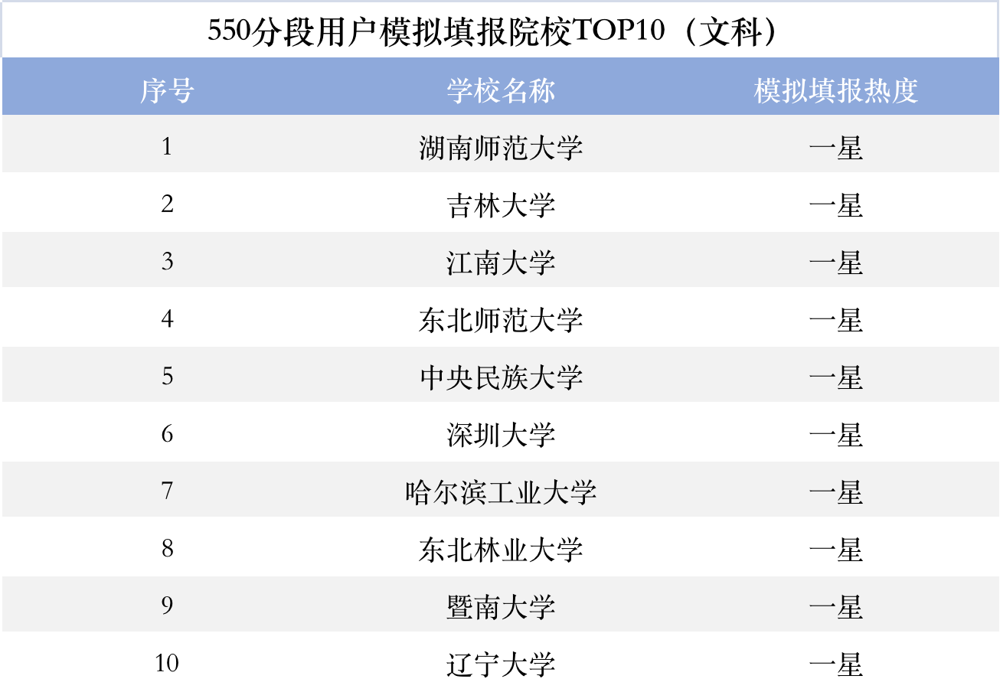 550分段用户模拟填报院校TOP10（文科）
序号 学校名称 模拟填报热度
1 湖南师范大学 一星
2 吉林大学 一星
3 江南大学 一星
4 东北师范大学 一星
5 中央民族大学 一星
6 深圳大学 一星
7 哈尔滨工业大学 一星
8 东北林业大学 一星
9 暨南大学 一星
10 辽宁大学 一星